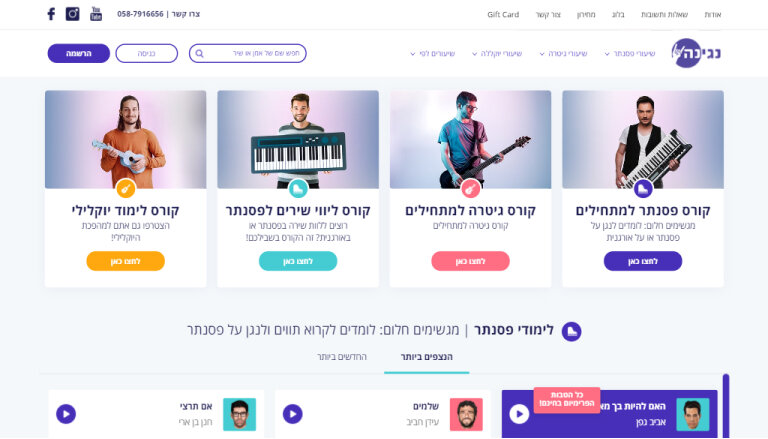 אודות
שאלות ותשובות
בלוג
מחירון
צור קשר
Gift Card
צרו קשר | 058-7916656
You
Tube
נגינה
שיעורי פסנתר
שיעורי גיטרה
שיעורי יוקללה
שיעורים לפי
חפש שם של אמן או שיר
כניסה
הרשמה
קורס פסנתר למתחילים
מגשימים חלום: לומדים לנגן על
פסנתר או על אורגנית
לחצו כאן
קורס גיטרה למתחילים
קורס גיטרה למתחילים
לחצו כאן
קורס ליווי שירים לפסנתר
רוצים ללוות שירה בפסנתר או
באורגנית? זה הקורס בשבילכם!
לחצו כאן
קורס לימוד יוקלילי
הצטרפו גם אתם למהפכת
היוקלילי!
לחצו כאן
לימודי פסנתר | מגשימים חלום: לומדים לקרוא תווים ולנגן על פסנתר
הנצפים ביותר
החדשים ביותר
כל הטבות
הפרימיום בחינם!
האם להיות בך מא
אביב גפן
שלמים
עידן חביב
אם תרצי
חנן בן ארי